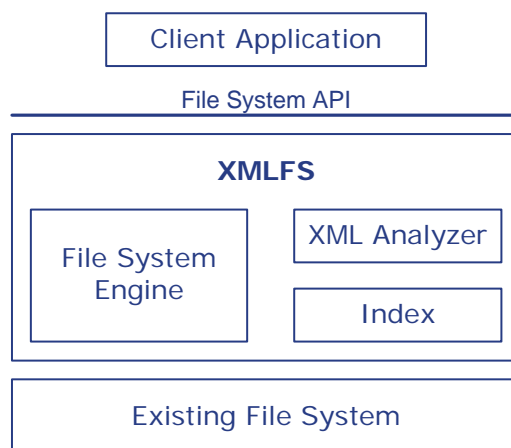 Client Application
File System API
XMLFS
File System
Engine
XML Analyzer
Index
Existing File System